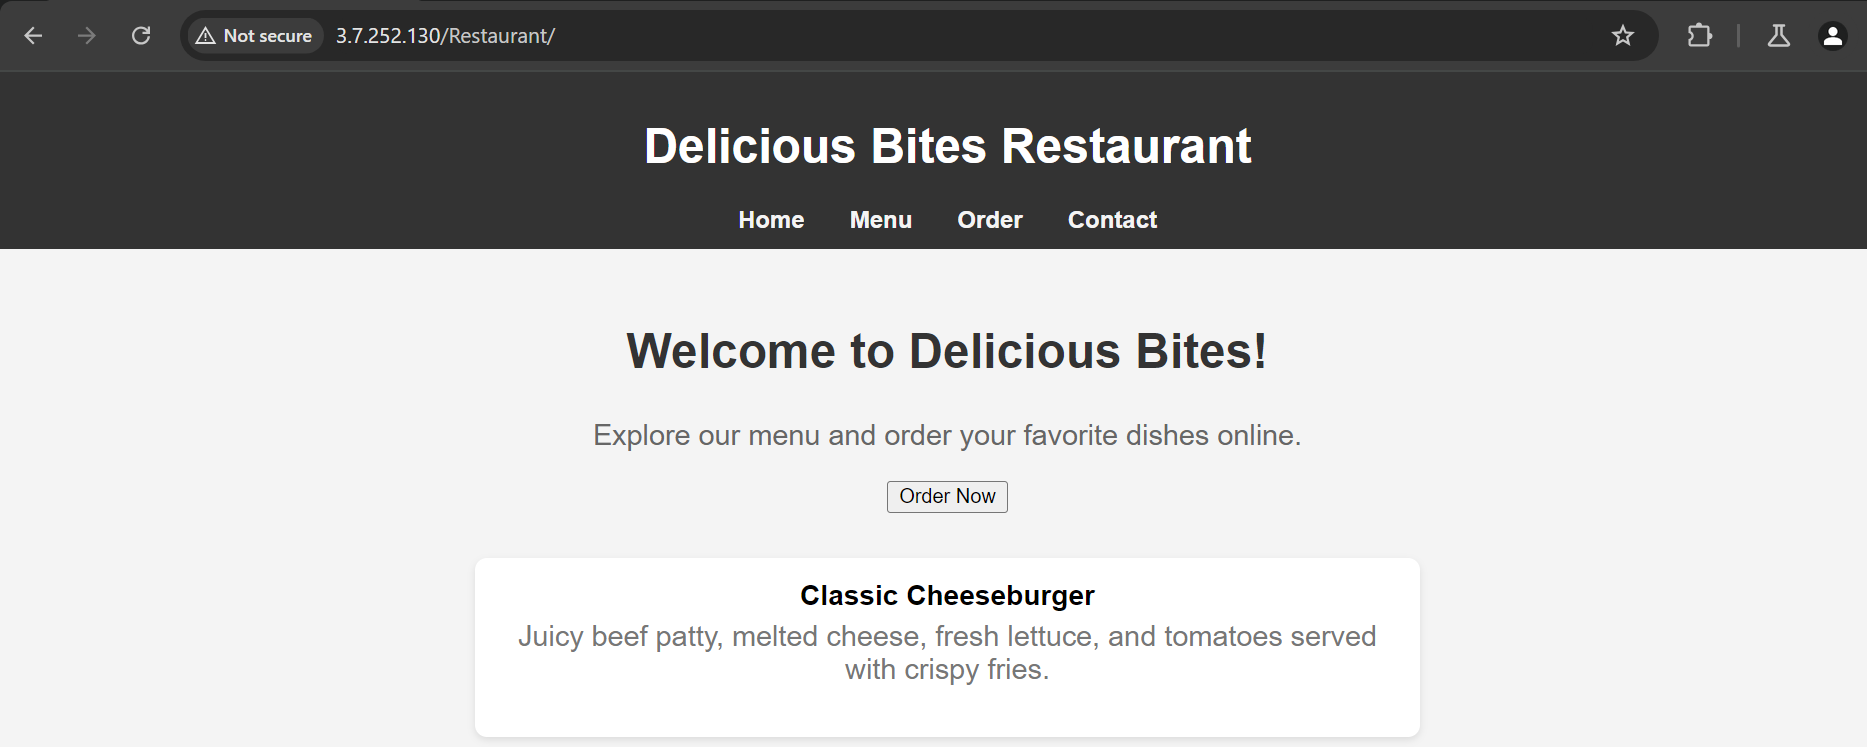 Not secure 3.7.252.130/Restaurant/
Delicious Bites Restaurant
Home Menu Order Contact
Welcome to Delicious Bites!
Explore our menu and order your favorite dishes online.
Order Now
Classic Cheeseburger
Juicy beef patty, melted cheese, fresh lettuce, and tomatoes served
with crispy fries.